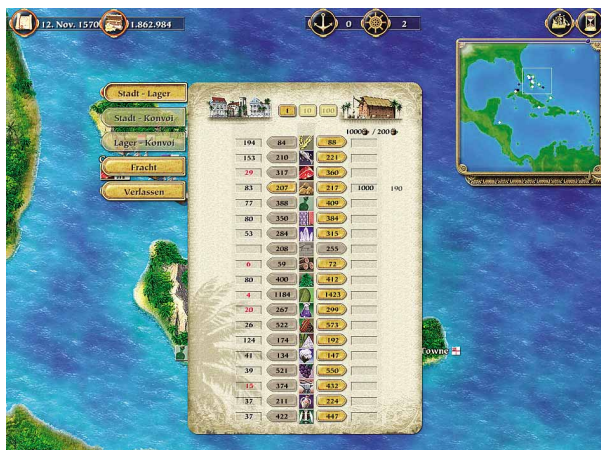 12. Nov. 1570 1.862.984 0 2
Stadt - Lager
Stadt - Konvoi
Lager - Konvoi
Fracht
Verlassen
1 10 100
1000 / 200
194 84 88
153 210 221
29 317 360
83 207 217 1000 190
77 388 409
80 350 384
53 284 315
208 255
6 59 72
80 400 412
4 1184 1423
20 267 299
26 522 573
124 174 192
41 134 147
39 521 550
15 374 432
37 211 224
37 422 447
Towne